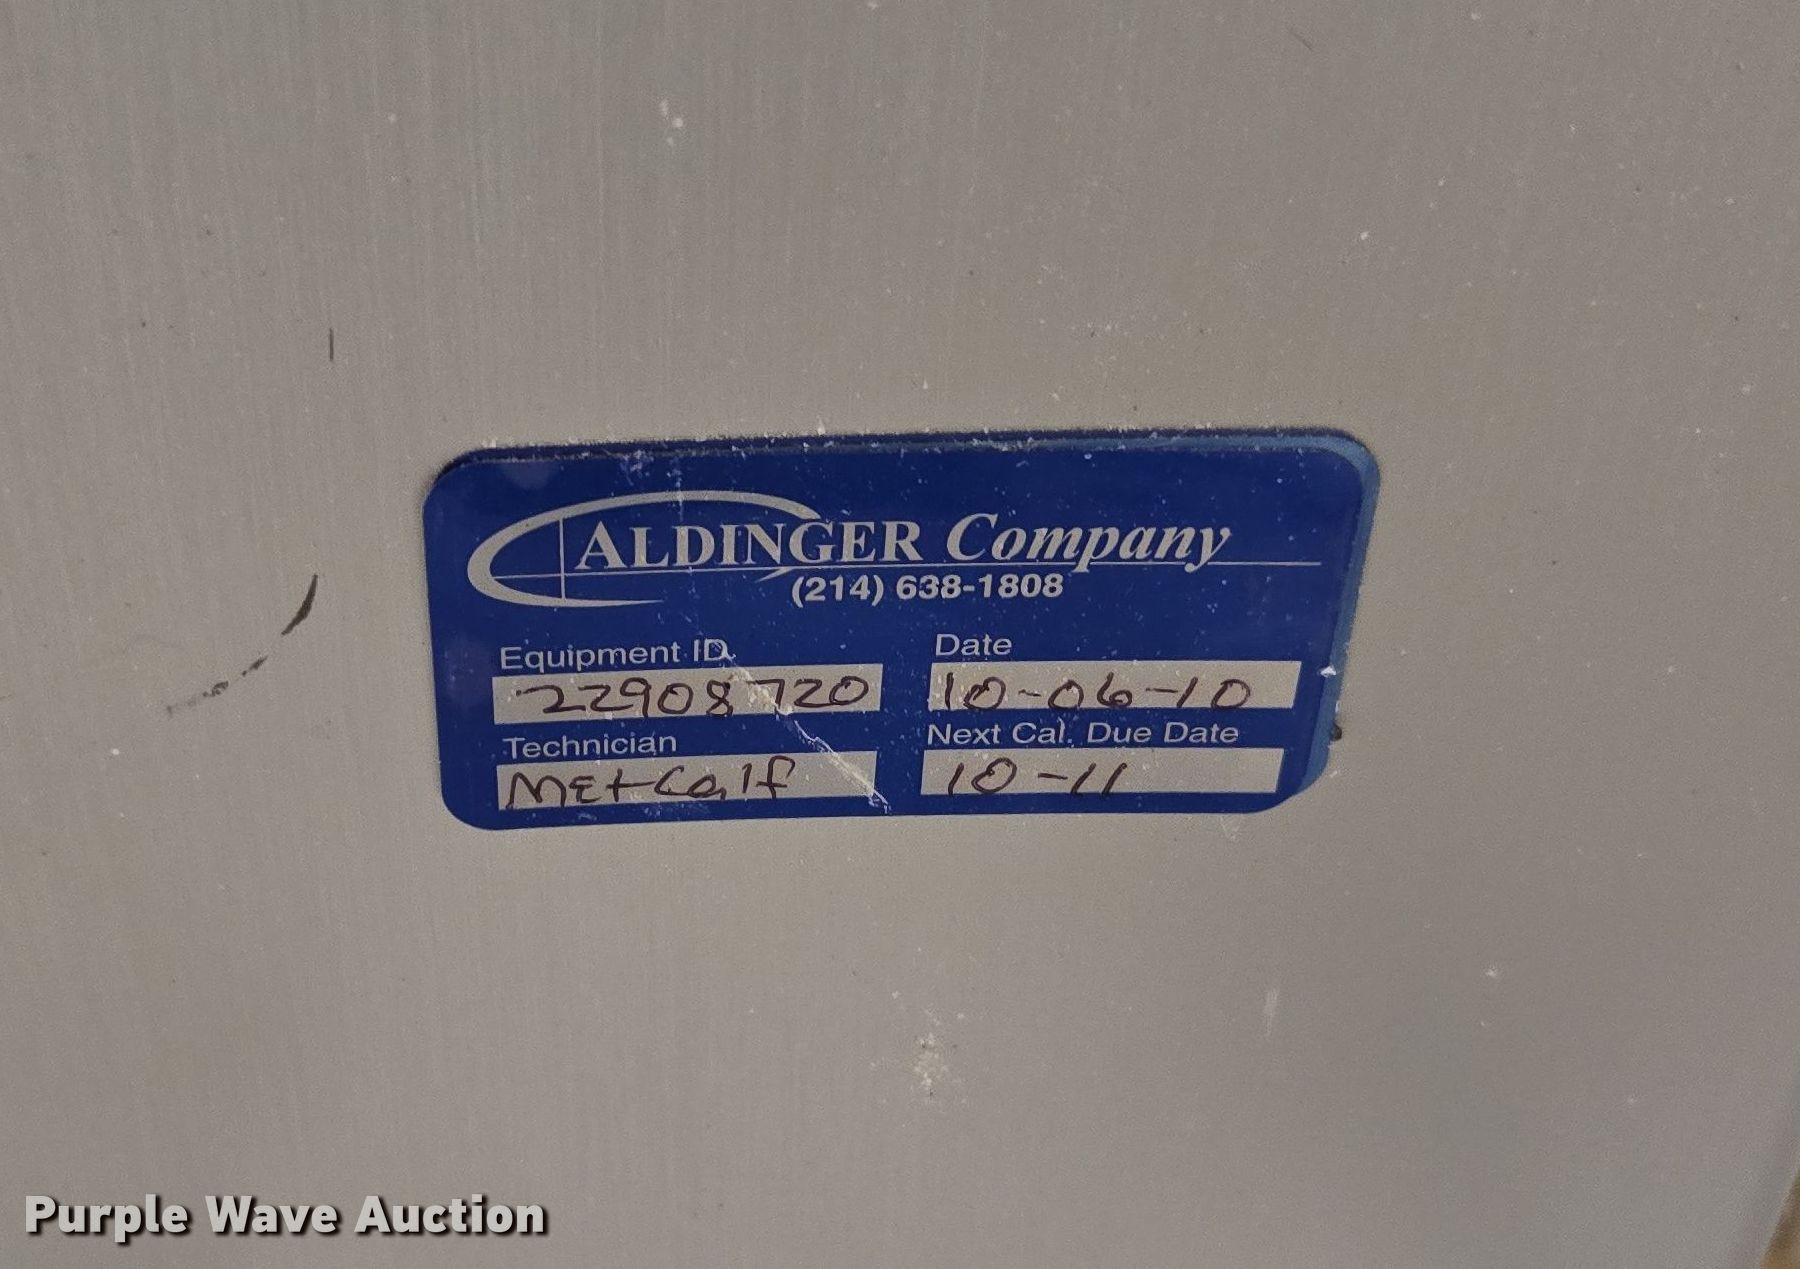 ALDINGER Company
(214) 638-1808
Equipment ID
22908720
Date
10-06-10
Technician
Metcalf
Next Cal. Due Date
10-11
Purple Wave Auction